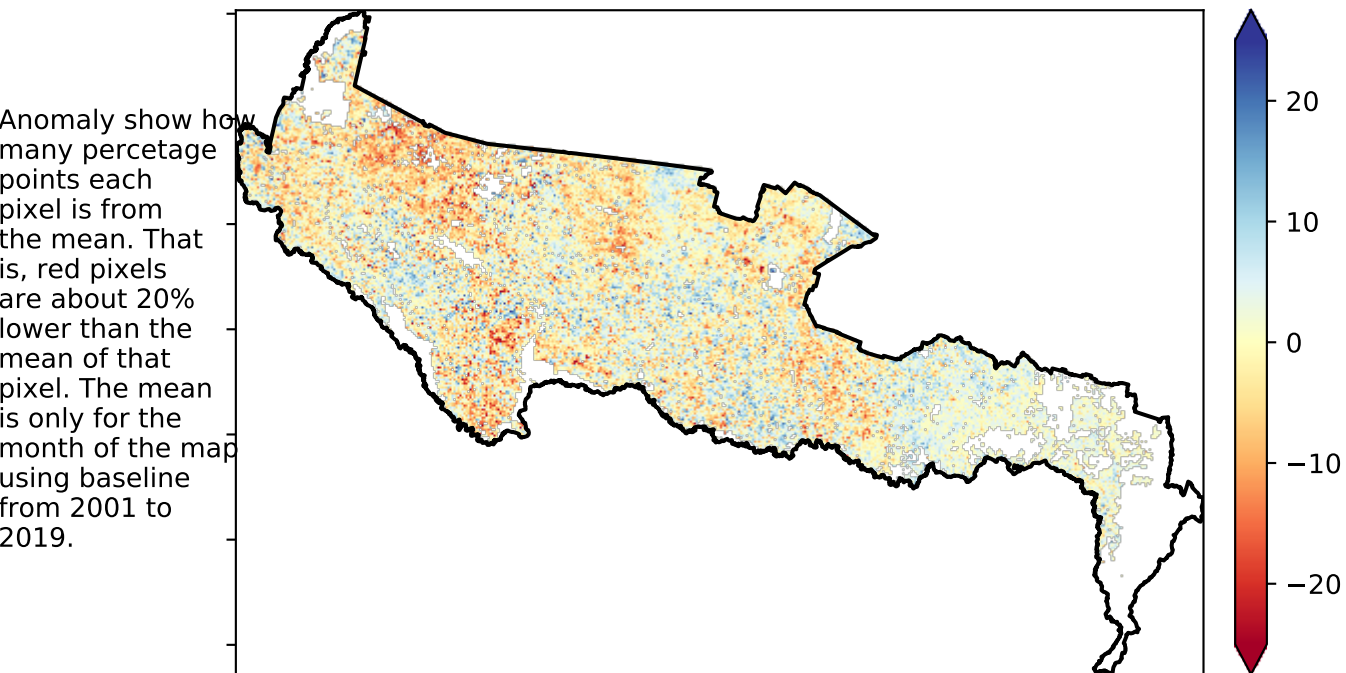 Anomaly show how
many percetage
points each
pixel is from
the mean. That
is, red pixels
are about 20%
lower than the
mean of that
pixel. The mean
is only for the
month of the map
using baseline
from 2001 to
2019.
20
10
0
−10
−20